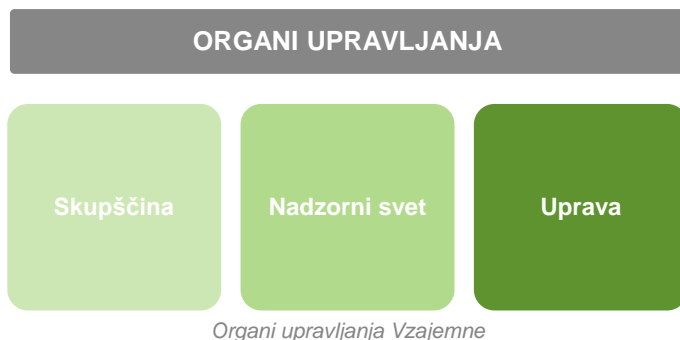 ORGANI UPRAVLJANJA
Skupščina
Nadzorni svet
Uprava
Organi upravljanja Vzajemne